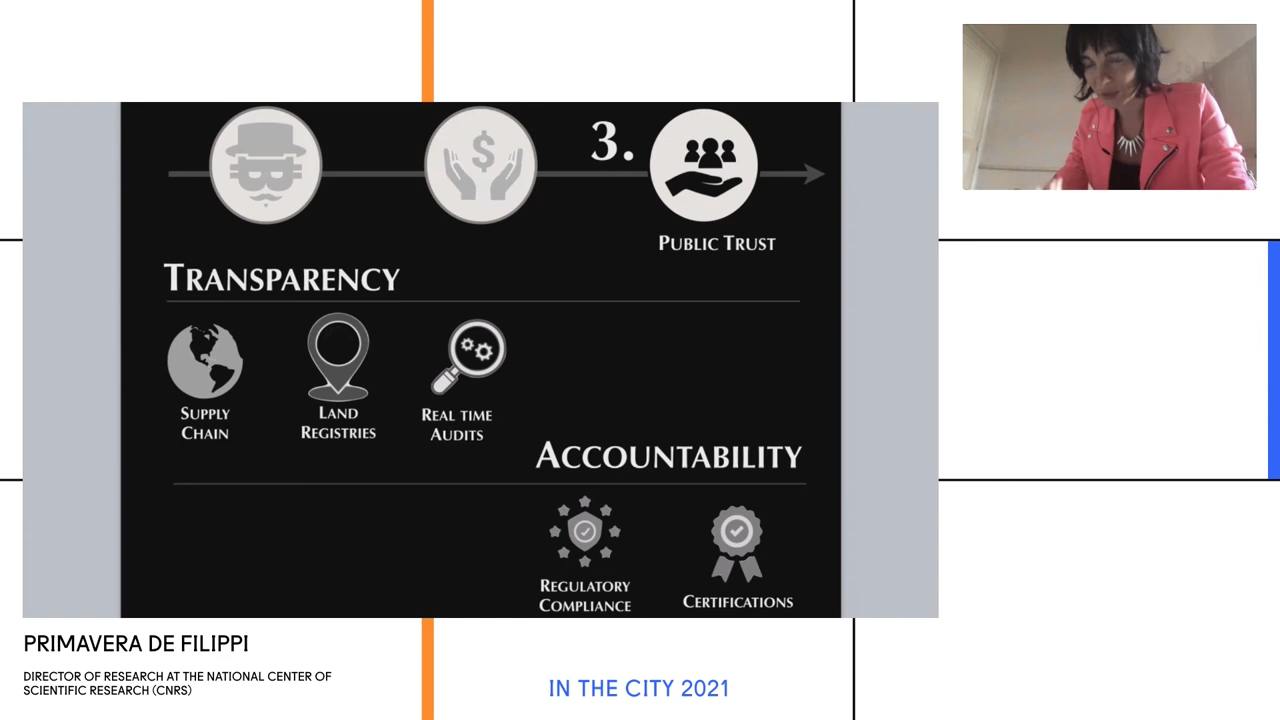 3.
PUBLIC TRUST
TRANSPARENCY
SUPPLY
CHAIN
LAND
REGISTRIES
REAL TIME
AUDITS
ACCOUNTABILITY
REGULATORY
COMPLIANCE
CERTIFICATIONS
PRIMAVERA DE FILIPPI
DIRECTOR OF RESEARCH AT THE NATIONAL CENTER OF
SCIENTIFIC RESEARCH (CNRS)
IN THE CITY 2021